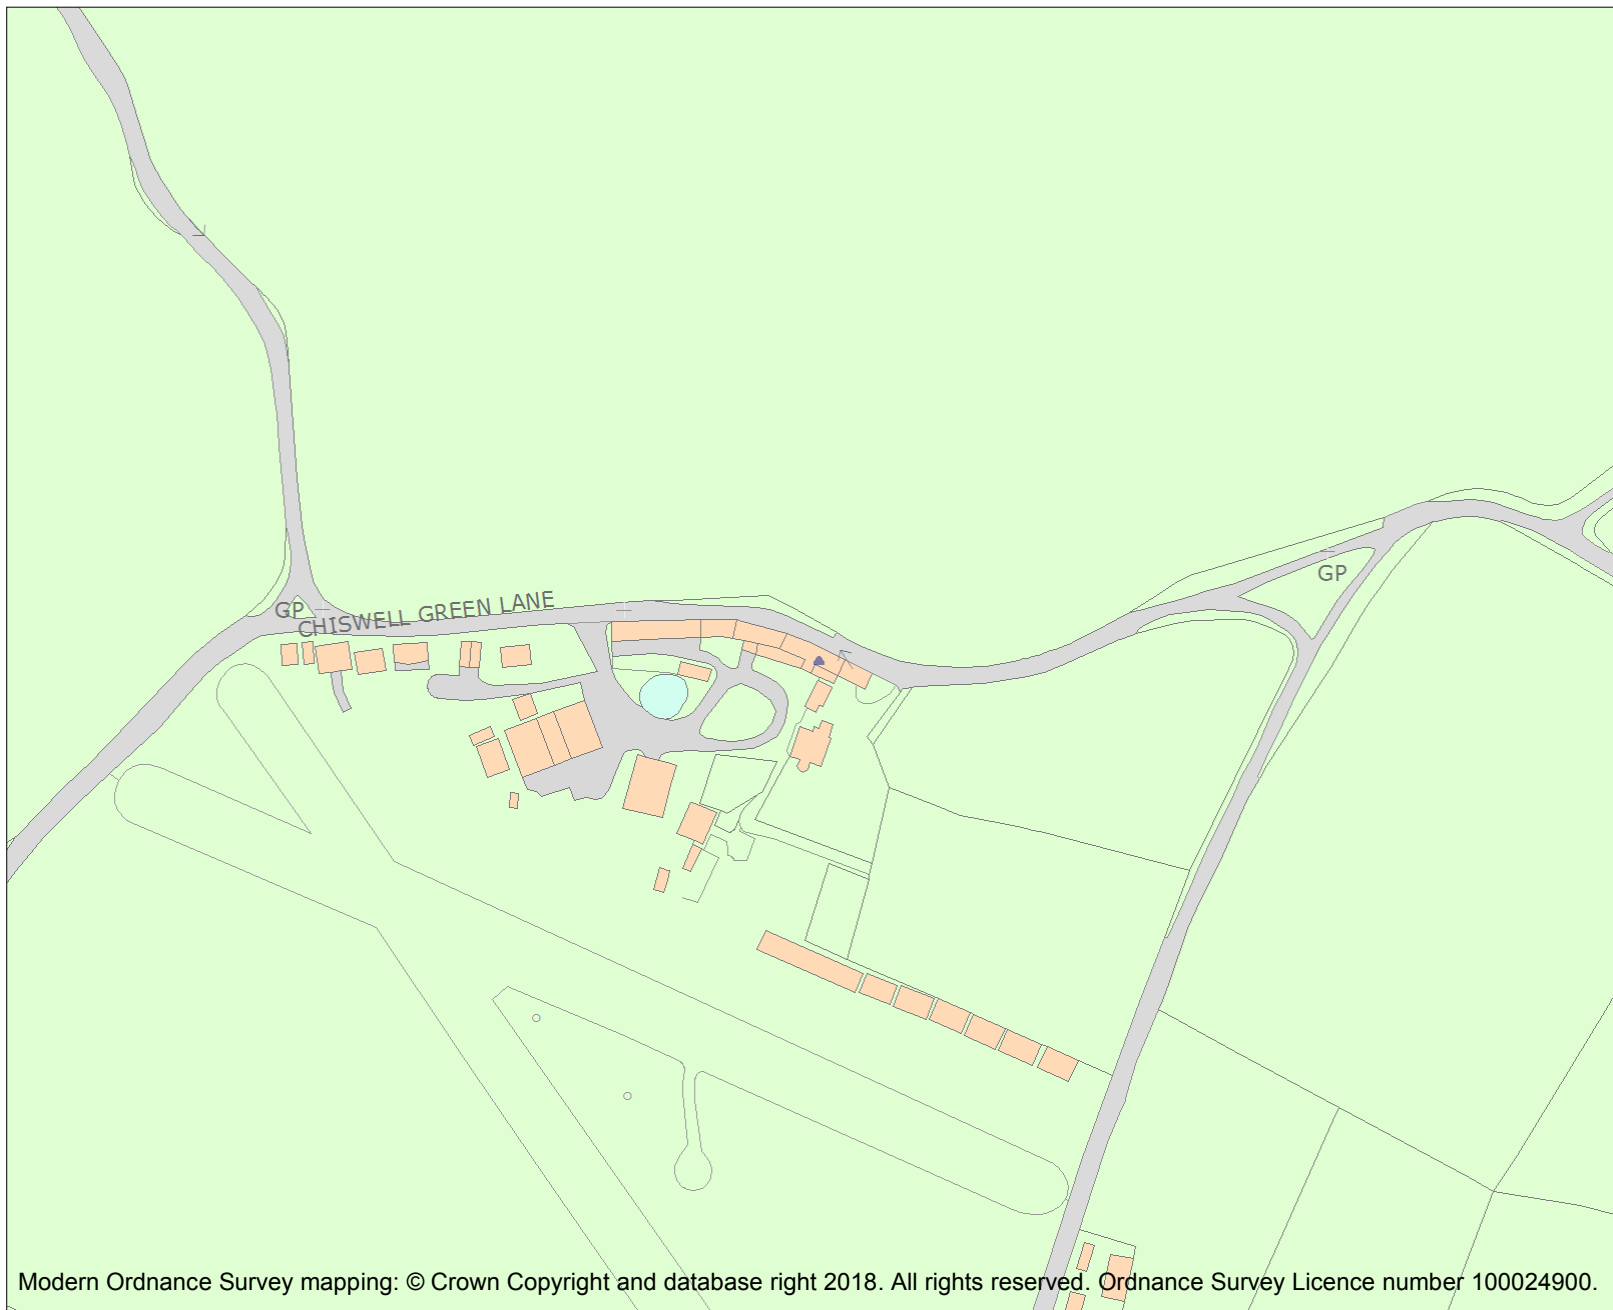 GP
CHISWELL GREEN LANE
GP
Modern Ordnance Survey mapping: © Crown Copyright and database right 2018. All rights reserved. Ordnance Survey Licence number 100024900.